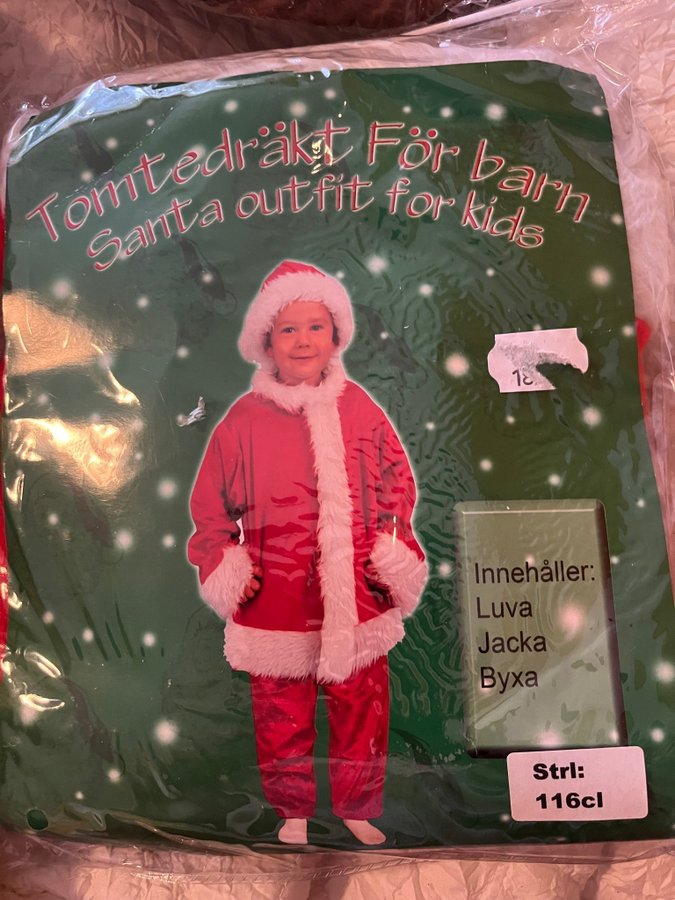 Tomtedräkt För barn
Santa outfit for kids
Innehåller:
Luva
Jacka
Byxa
Strl:
116cl